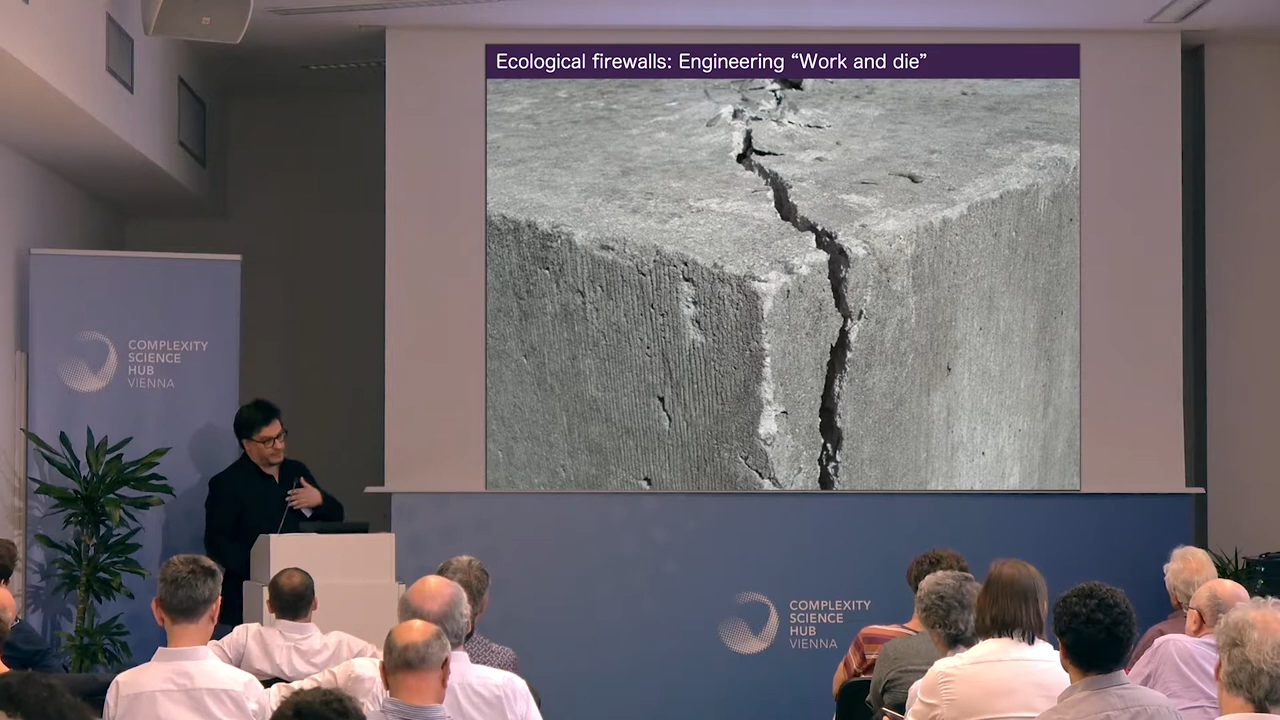 Ecological firewalls: Engineering “Work and die”
COMPLEXITY
SCIENCE
HUB
VIENNA
COMPLEXITY
SCIENCE
HUB
VIENNA